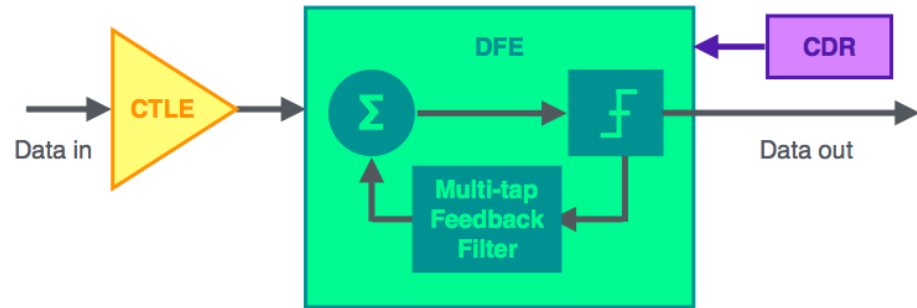 DFE
CDR
CTLE
Σ
Data in
Data out
Multi-tap
Feedback
Filter